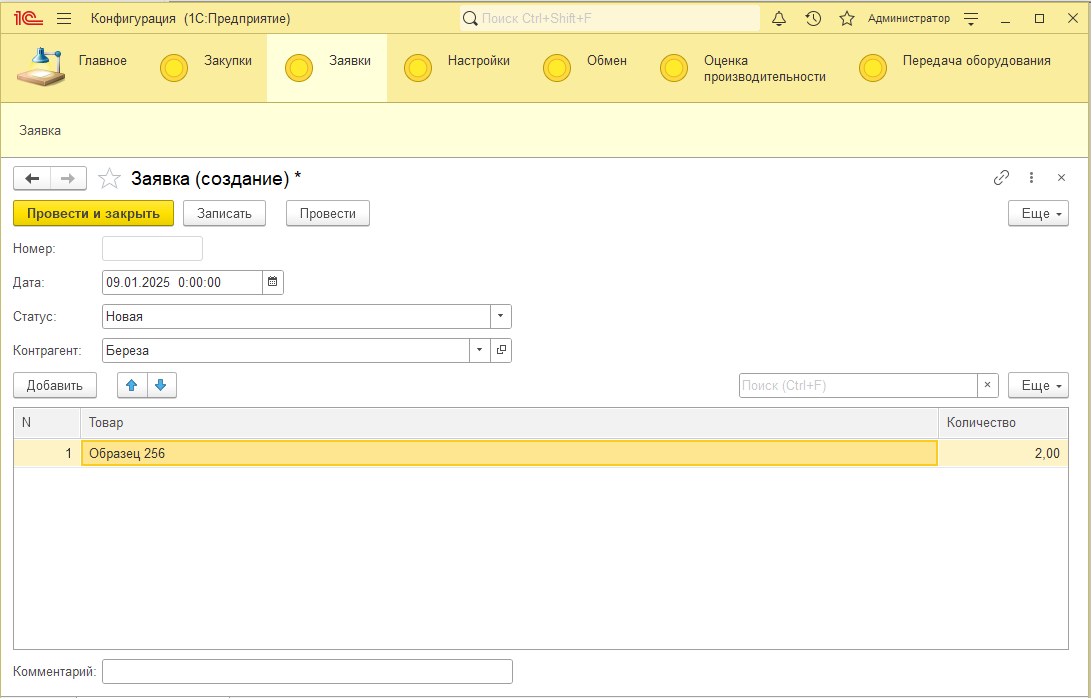 1С Конфигурация (1С:Предприятие) Поиск Ctrl+Shift+F Администратор
Главное Закупки Заявки Настройки Обмен Оценка производительности Передача оборудования
Заявка
Заявка (создание) *
Провести и закрыть Записать Провести Еще
Номер:
Дата: 09.01.2025 0:00:00
Статус: Новая
Контрагент: Береза
Добавить Поиск (Ctrl+F) × Еще
N Товар Количество
1 Образец 256 2,00
Комментарий: